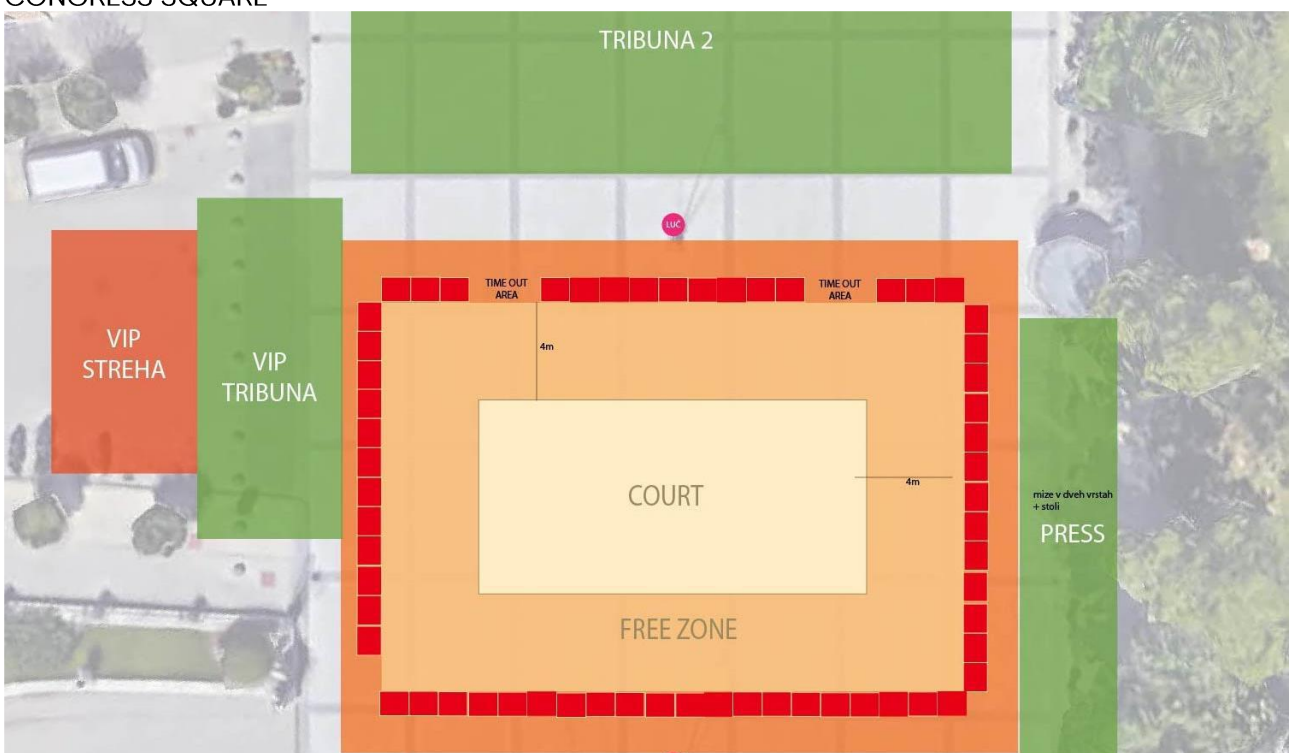 CONGRESS SQUARE
TRIBUNA 2
LUČ
TIME OUT
AREA
TIME OUT
AREA
VIP
STREHA
VIP
TRIBUNA
4m
4m
COURT
mize v dveh vrstah
+ stoli
PRESS
FREE ZONE